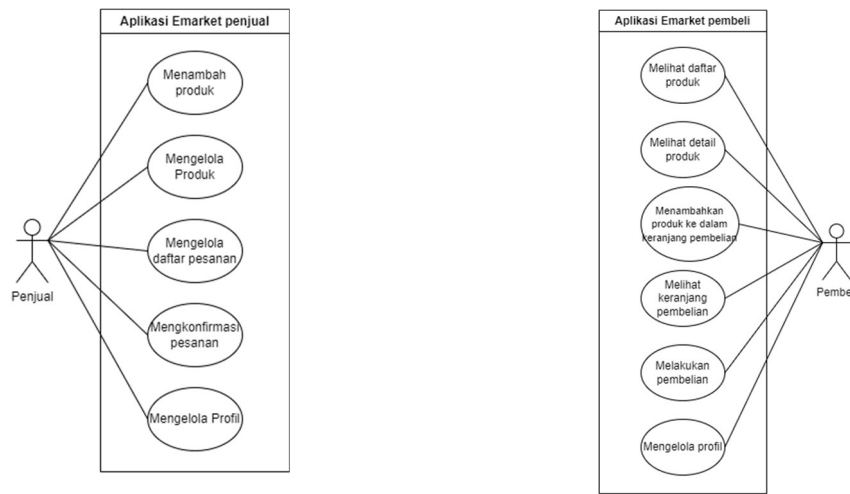 Aplikasi Emarket penjual
Menambah
produk
Mengelola
Produk
Mengelola
daftar pesanan
Mengkonfirmasi
pesanan
Mengelola Profil
Penjual
Aplikasi Emarket pembeli
Melihat daftar
produk
Melihat detail
produk
Menambahkan
produk ke dalam
keranjang pembelian
Melihat
keranjang
pembelian
Melakukan
pembelian
Mengelola profil